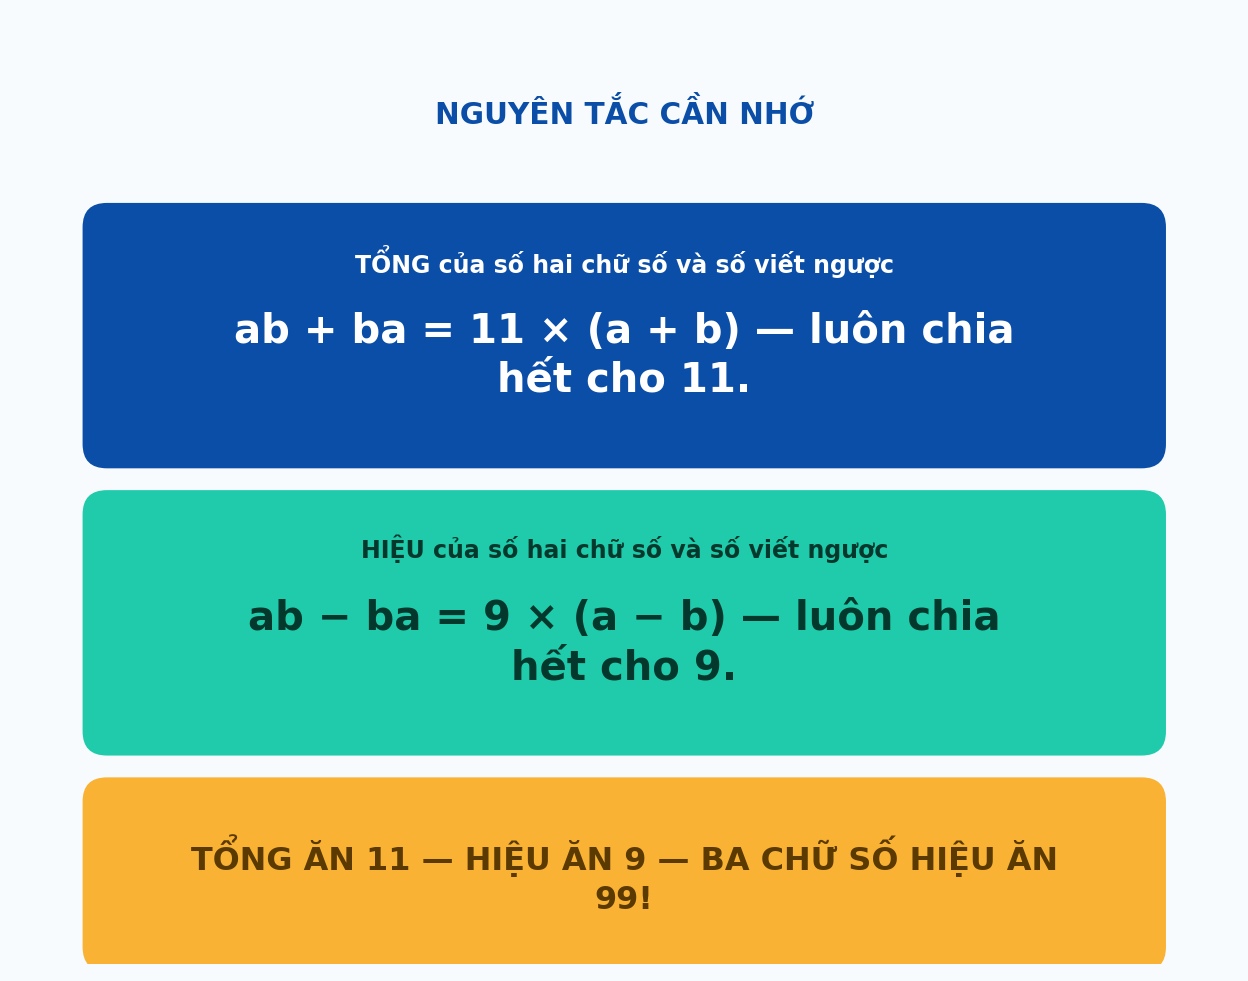 NGUYÊN TẮC CẦN NHỚ
TỔNG của số hai chữ số và số viết ngược
ab + ba = 11 × (a + b) — luôn chia
hết cho 11.
HIỆU của số hai chữ số và số viết ngược
ab − ba = 9 × (a − b) — luôn chia
hết cho 9.
TỔNG ĂN 11 — HIỆU ĂN 9 — BA CHỮ SỐ HIỆU ĂN
99!